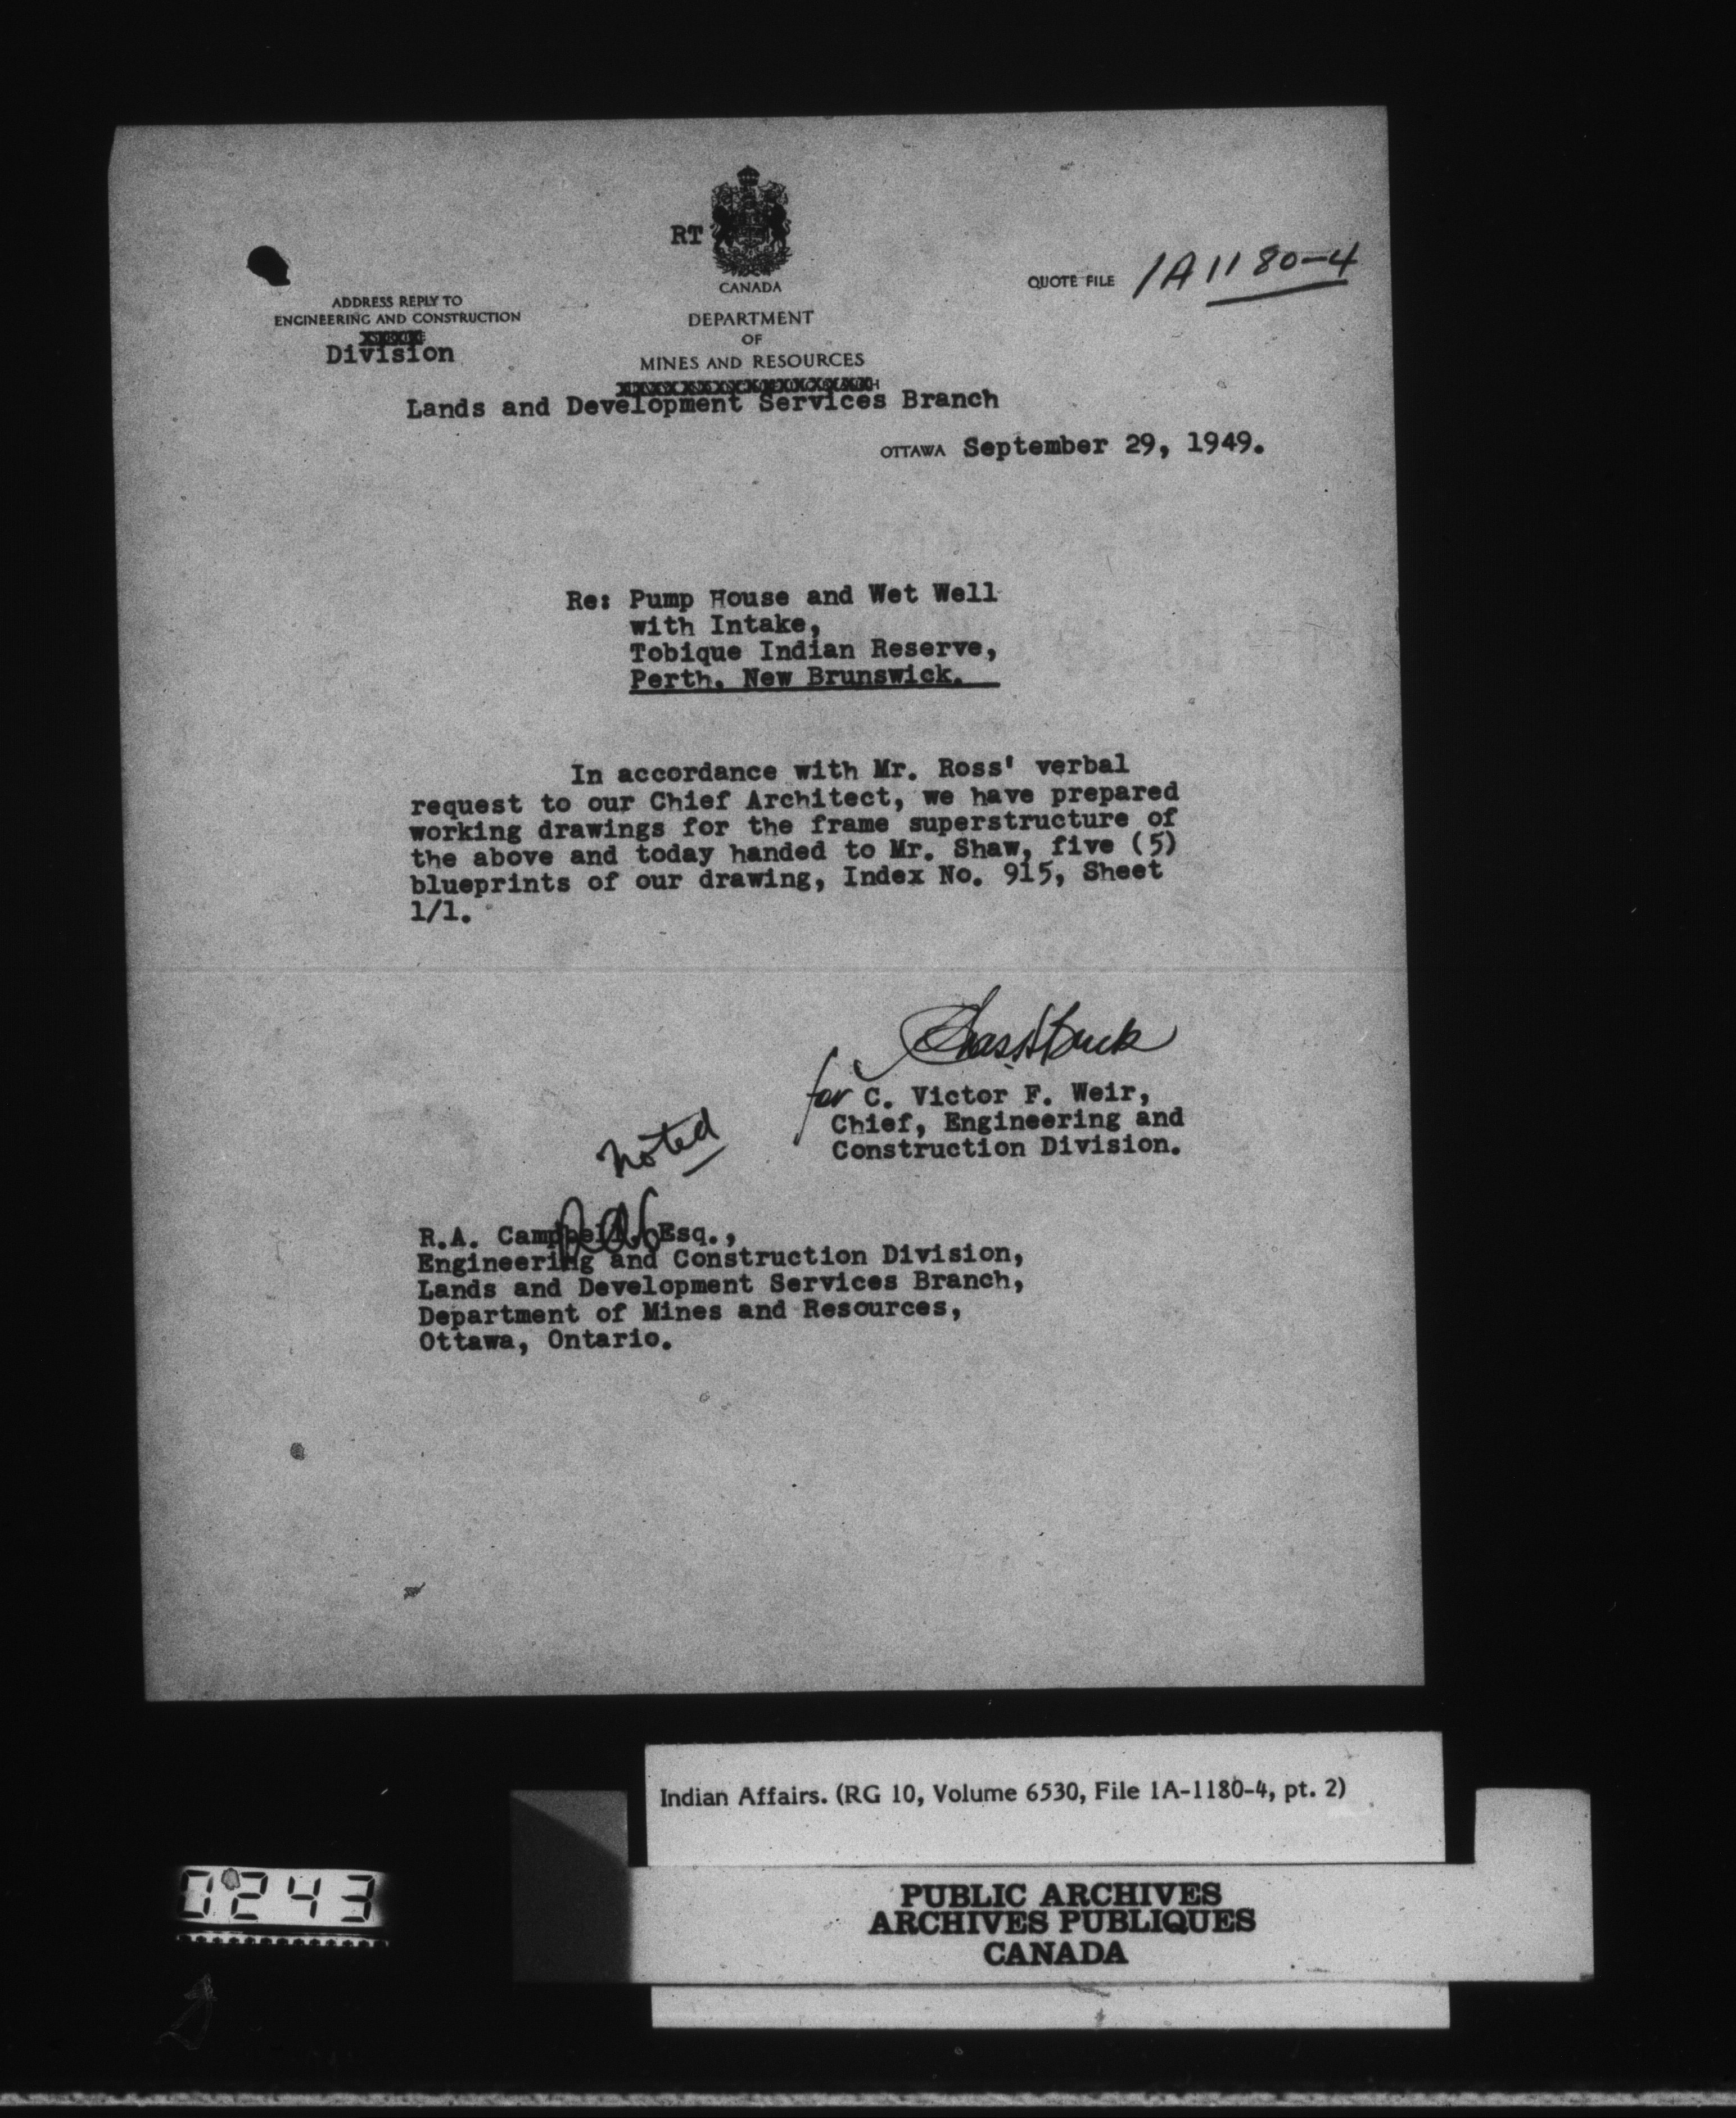 RT
CANADA
QUOTE FILE 1A1180-4
ADDRESS REPLY TO
ENGINEERING AND CONSTRUCTION
Division
DEPARTMENT
OF
MINES AND RESOURCES
Lands and Development Services Branch
OTTAWA September 29, 1949.
Re: Pump House and Wet Well
with Intake,
Tobique Indian Reserve,
Perth, New Brunswick.
In accordance with Mr. Ross' verbal
request to our Chief Architect, we have prepared
working drawings for the frame superstructure of
the above and today handed to Mr. Shaw, five (5)
blueprints of our drawing, Index No. 915, Sheet
1/1.
for C. Victor F. Weir,
Chief, Engineering and
Construction Division.
noted
R.A. Campbell, Esq.,
Engineering and Construction Division,
Lands and Development Services Branch,
Department of Mines and Resources,
Ottawa, Ontario.
Indian Affairs. (RG 10, Volume 6530, File 1A-1180-4, pt. 2)
0243
PUBLIC ARCHIVES
ARCHIVES PUBLIQUES
CANADA